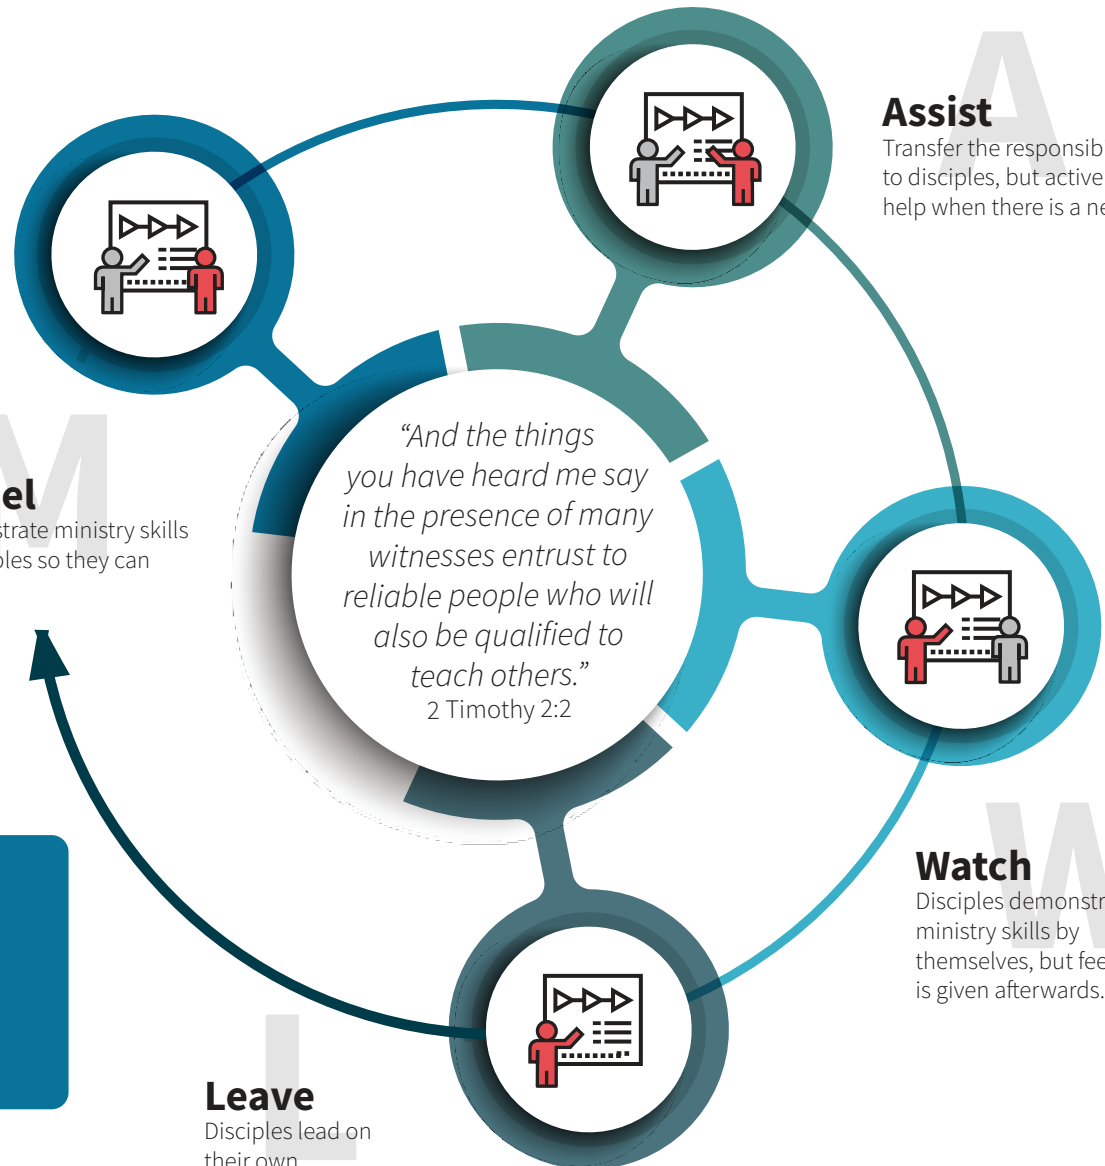 A
Assist
Transfer the responsib
to disciples, but active
help when there is a ne
M
el
strate ministry skills
ples so they can
“And the things
you have heard me say
in the presence of many
witnesses entrust to
reliable people who will
also be qualified to
teach others.”
2 Timothy 2:2
W
Watch
Disciples demonstr
ministry skills by
themselves, but fee
is given afterwards.
L
Leave
Disciples lead on
their own